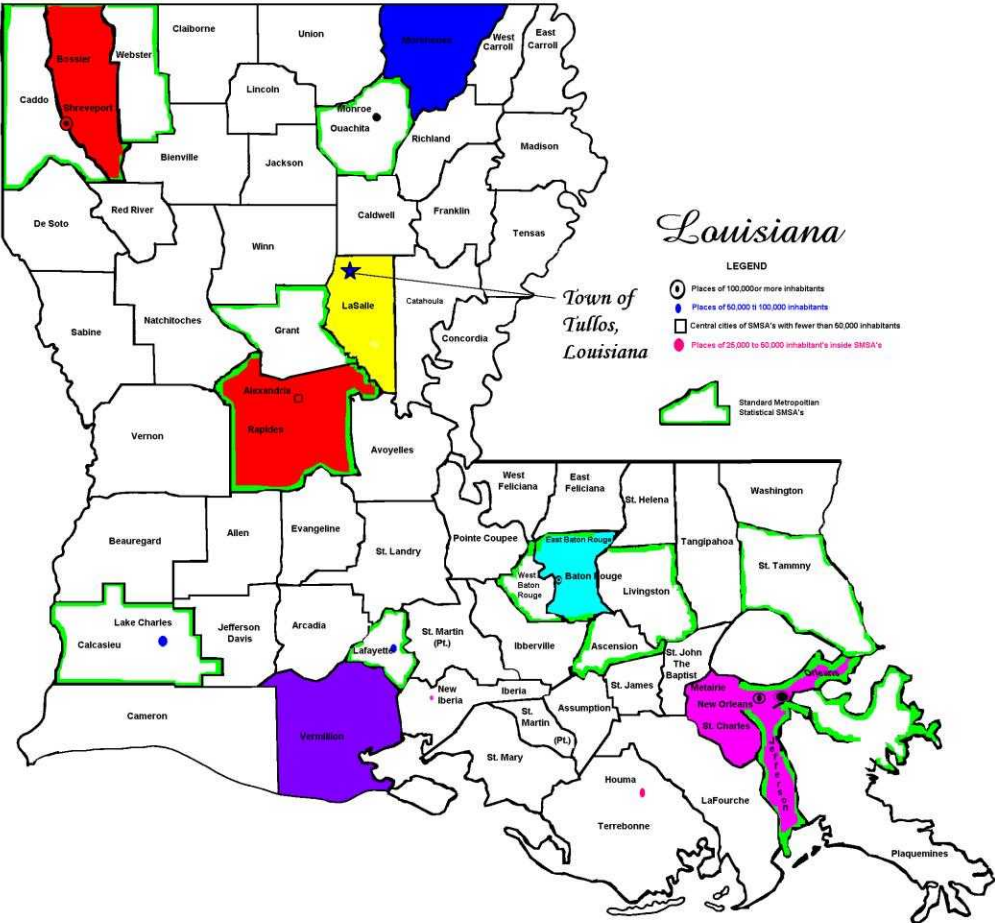 Claiborne
Union
Morehouse
West
Carroll
East
Carroll
Bossier
Webster
Lincoln
Caddo
Shreveport
Monroe
Ouachita
Richland
Madison
Bienville
Jackson
De Soto
Red River
Caldwell
Franklin
Tensas
Winn
Louisiana
LEGEND
Places of 100,000or more inhabitants
Places of 50,000 ti 100,000 inhabitants
Central cities of SMSA's with fewer than 50,000 inhabitants
Places of 25,000 to 50,000 inhabitant's inside SMSA's
Standard Metropoitian
Statistical SMSA's
Town of
Tullos,
Louisiana
LaSalle
Catahoula
Concordia
Sabine
Natchitoches
Grant
Alexandria
Rapides
Vernon
Avoyelles
West
Feliciana
East
Feliciana
St. Helena
Washington
Beauregard
Allen
Evangeline
St. Landry
Pointe Coupee
East Baton Rouge
Tangipahoa
St. Tammny
West
Baton
Rouge
Baton Rouge
Livingston
Lake Charles
Calcasieu
Jefferson
Davis
Arcadia
Lafayette
St. Martin
(Pt.)
Ibberville
Ascension
St. John
The
Baptist
New
Iberia
Iberia
St. James
Metairie
Orleans
New Orleans
St. Charles
Cameron
Vermilion
St.
Martin
(Pt.)
Assumption
St. Mary
Jefferson
Houma
Terrebonne
LaFourche
Plaquemines